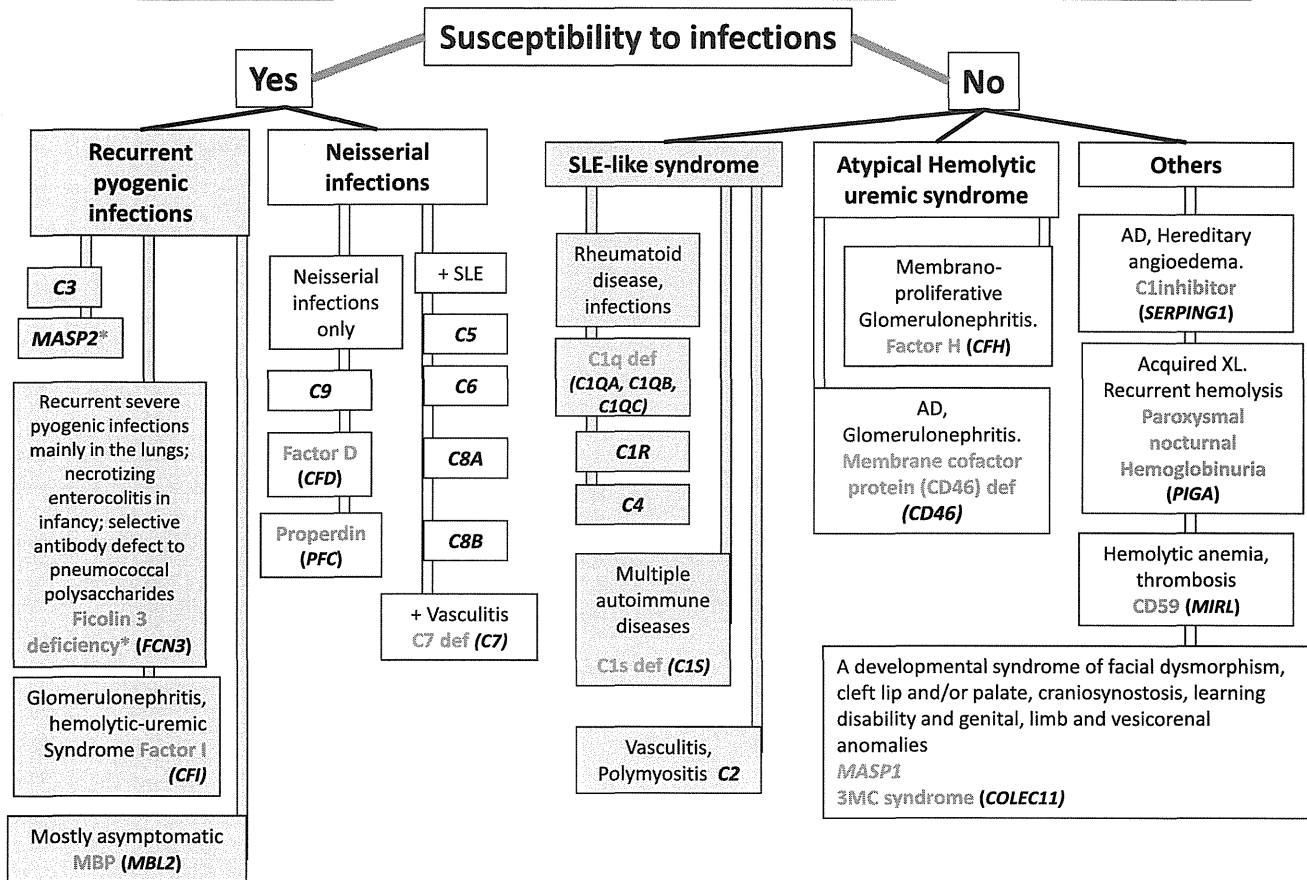 Susceptibility to infections
Yes
No
Recurrent
pyogenic
infections
C3
MASP2*
Recurrent severe
pyogenic infections
mainly in the lungs;
necrotizing
enterocolitis in
infancy; selective
antibody defect to
pneumococcal
polysaccharides
Ficolin 3
deficiency* (FCN3)
Glomerulonephritis,
hemolytic-uremic
Syndrome Factor I
(CFI)
Mostly asymptomatic
MBP (MBL2)
Neisserial
infections
Neisserial
infections
only
C9
Factor D
(CFD)
Properdin
(PFC)
+ SLE
C5
C6
C8A
C8B
+ Vasculitis
C7 def (C7)
SLE-like syndrome
Rheumatoid
disease,
infections
C1q def
(C1QA, C1QB,
C1QC)
C1R
C4
Multiple
autoimmune
diseases
C1s def (C1S)
Vasculitis,
Polymyositis C2
Atypical Hemolytic
uremic syndrome
Membrano-
proliferative
Glomerulonephritis.
Factor H (CFH)
AD,
Glomerulonephritis.
Membrane cofactor
protein (CD46) def
(CD46)
Others
AD, Hereditary
angioedema.
C1inhibitor
(SERPING1)
Acquired XL.
Recurrent hemolysis
Paroxysmal
nocturnal
Hemoglobinuria
(PIGA)
Hemolytic anemia,
thrombosis
CD59 (MIRL)
A developmental syndrome of facial dysmorphism,
cleft lip and/or palate, craniosynostosis, learning
disability and genital, limb and vesicorenal
anomalies
MASP1
3MC syndrome (COLEC11)